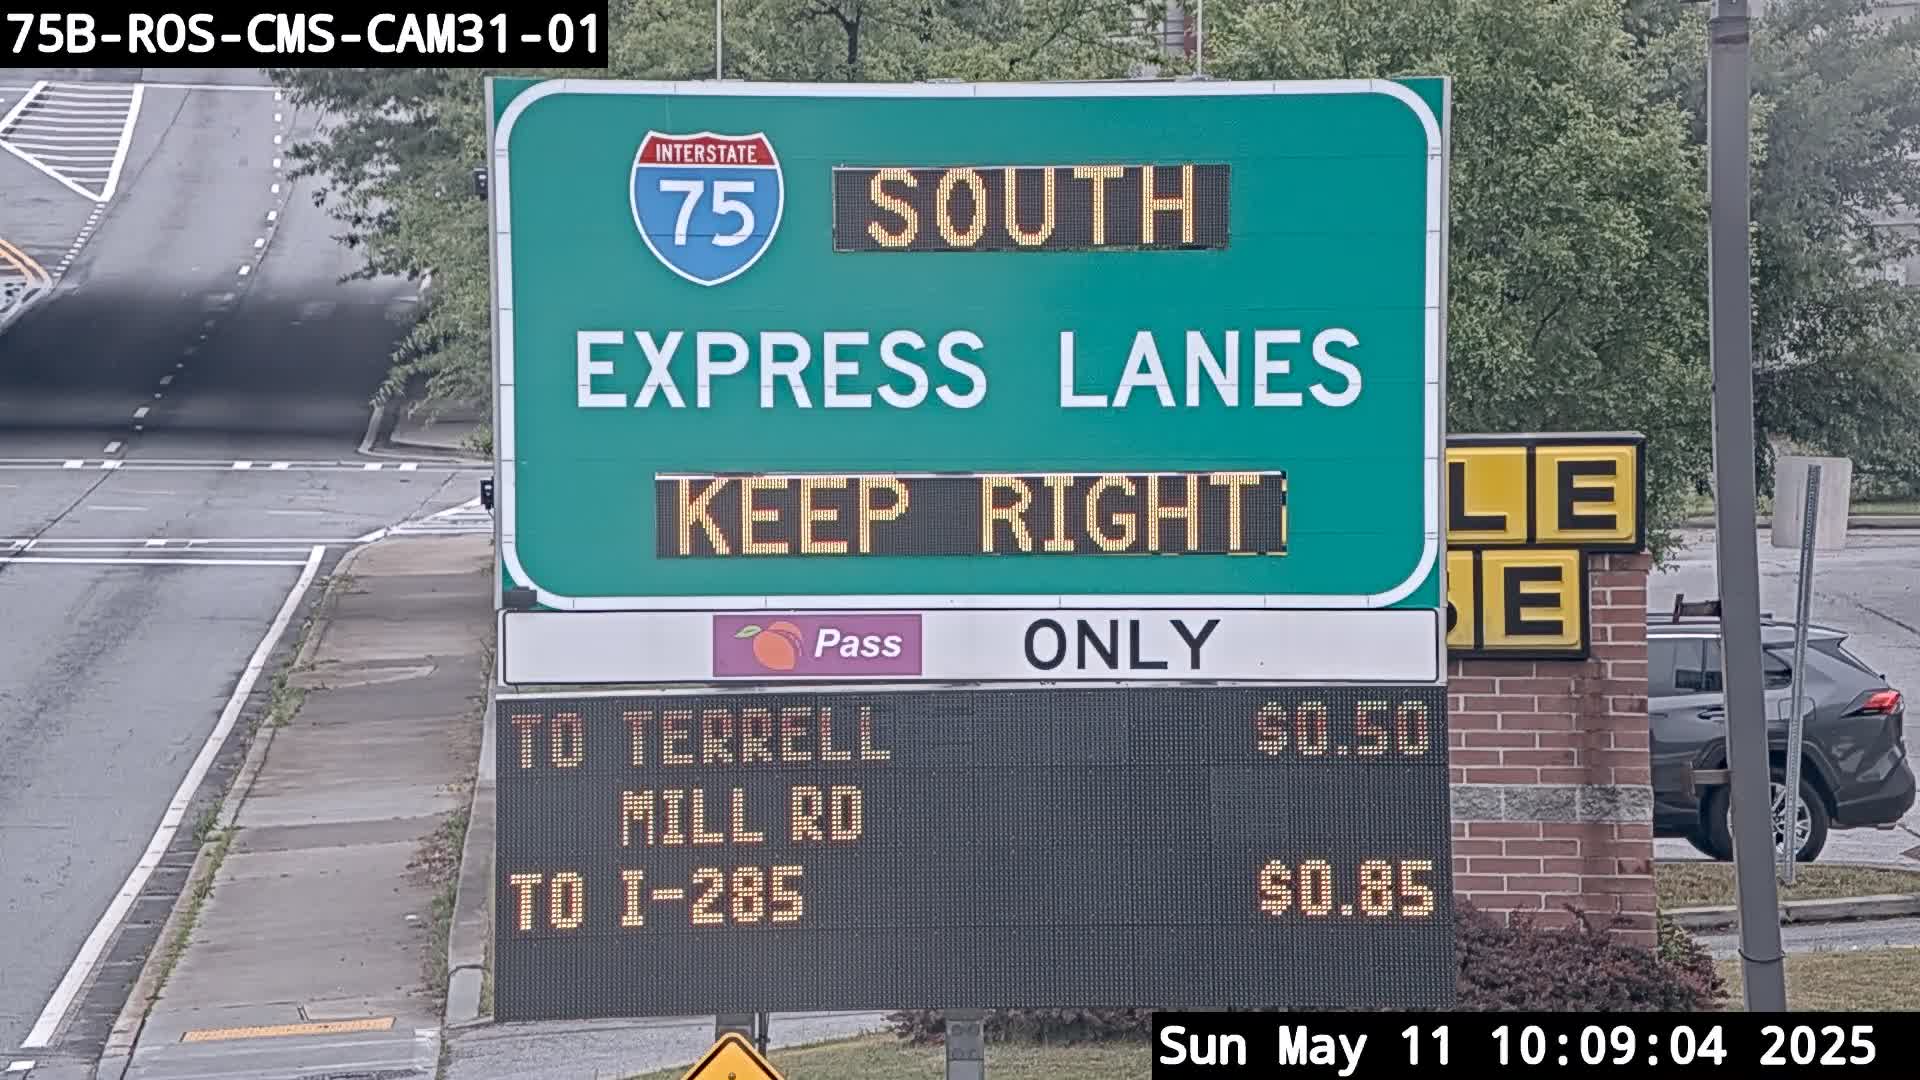 75B-ROS-CMS-CAM31-01
INTERSTATE
75
SOUTH
EXPRESS LANES
KEEP RIGHT
Pass ONLY
TO TERRELL $0.50
MILL RD
TO I-285 $0.85
LE
E
Sun May 11 10:09:04 2025